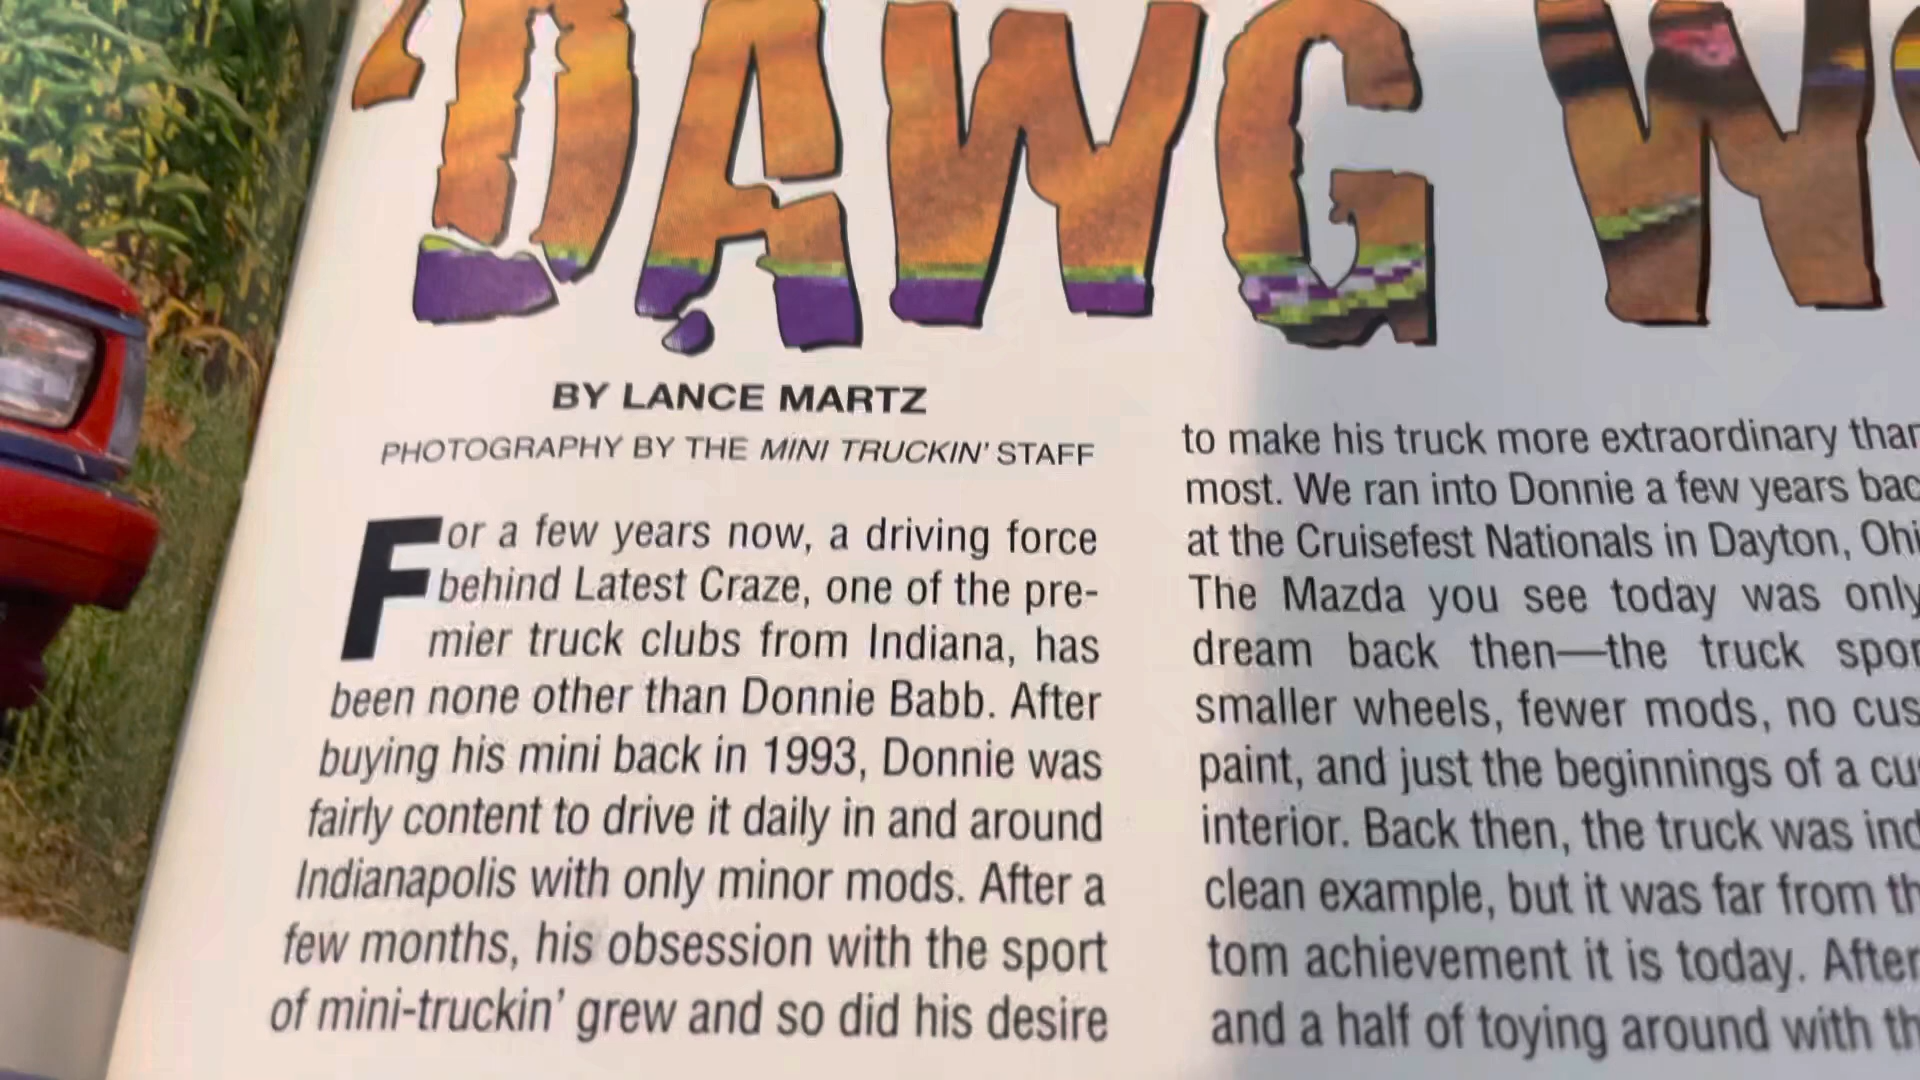 'DAWG
BY LANCE MARTZ
PHOTOGRAPHY BY THE MINI TRUCKIN' STAFF
For a few years now, a driving force
behind Latest Craze, one of the pre-
mier truck clubs from Indiana, has
been none other than Donnie Babb. After
buying his mini back in 1993, Donnie was
fairly content to drive it daily in and around
Indianapolis with only minor mods. After a
few months, his obsession with the sport
of mini-truckin' grew and so did his desire
to make his truck more extraordinary than
most. We ran into Donnie a few years
at the Cruisefest Nationals in Dayton,
The Mazda you see today was only
dream back then—the truck
smaller wheels, fewer mods, no
paint, and just the beginnings of a
interior. Back then, the truck was
clean example, but it was far from
tom achievement it is today. After
and a half of toying around with